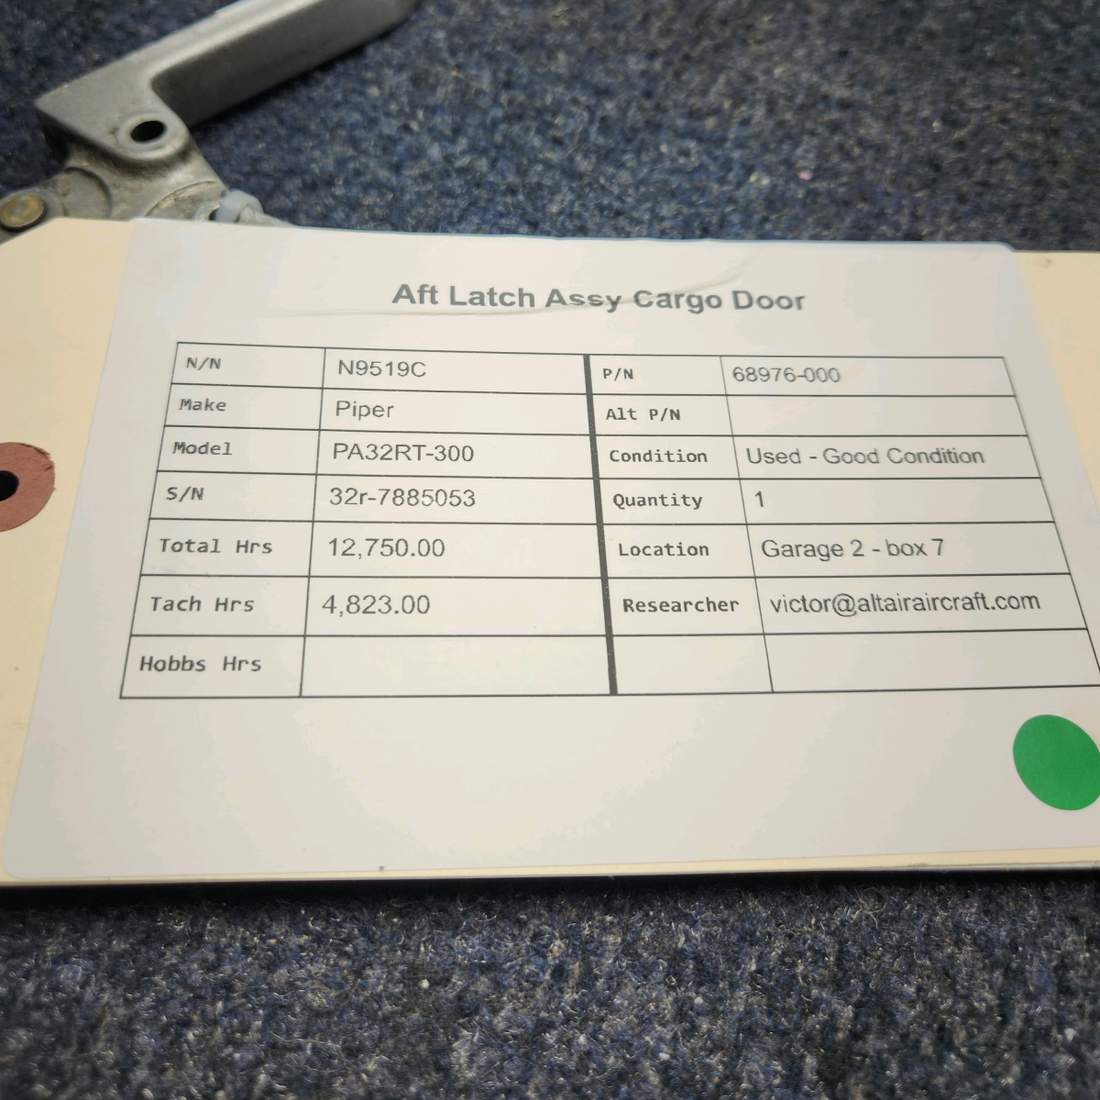 Aft Latch Assy Cargo Door
N/N N9519C P/N 68976-000
Make Piper Alt P/N
Model PA32RT-300 Condition Used - Good Condition
S/N 32r-7885053 Quantity 1
Total Hrs 12,750.00 Location Garage 2 - box 7
Tach Hrs 4,823.00 Researcher victor@altairaircraft.com
Hobbs Hrs